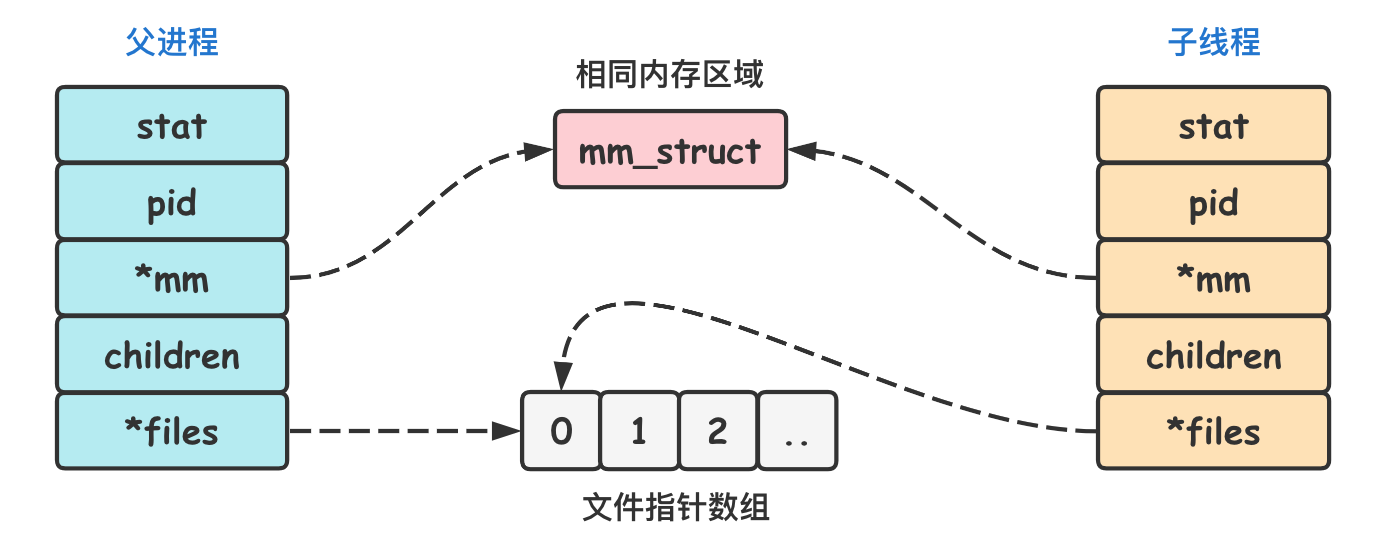 父进程
stat
pid
*mm
children
*files
相同内存区域
mm_struct
0 1 2 ..
文件指针数组
子线程
stat
pid
*mm
children
*files